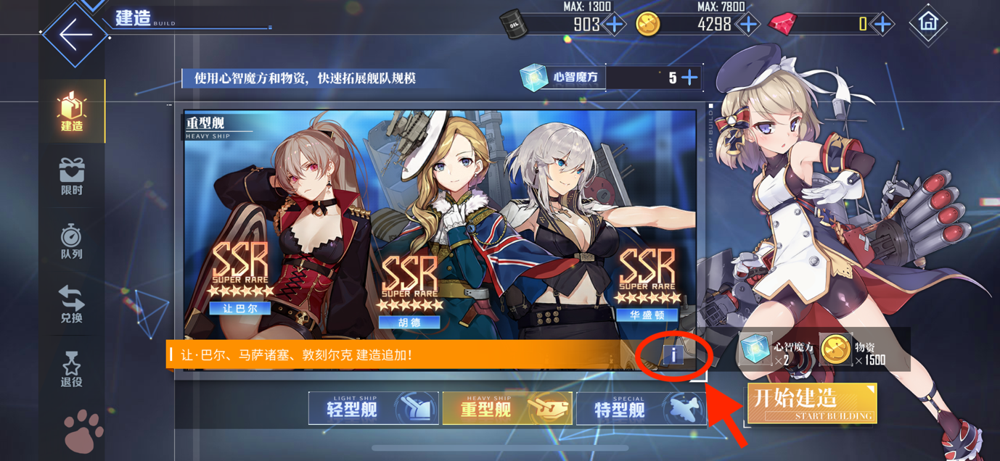 建造 BUILD
OIL
MAX: 1300
903
MAX: 7800
4298
0
使用心智魔方和物资，快速拓展舰队规模
心智魔方
5
建造
限时
队列
兑换
退役
重型舰
HEAVY SHIP
SHIP BUILD
SSR
SUPER RARE
让巴尔
SSR
SUPER RARE
胡德
SSR
SUPER RARE
华盛顿
让·巴尔、马萨诸塞、敦刻尔克 建造追加！
i
心智魔方
×2
物资
×1500
LIGHT SHIP
轻型舰
HEAVY SHIP
重型舰
SPECIAL
特型舰
开始建造
START BUILDING